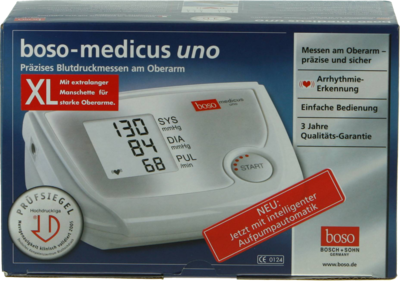 boso-medicus uno
Präzises Blutdruckmessen am Oberarm
XL
Mit extralanger
Manschette für
starke Oberarme.
Messen am Oberarm –
präzise und sicher
Arrhythmie-
Erkennung
Einfache Bedienung
3 Jahre
Qualitäts-Garantie
130
SYS
mmHg
84
DIA
mmHg
68
PUL
min
boso medicus
uno
START
PRÜFSIEGEL
NEU:
Jetzt mit intelligenter
Aufpumpautomatik
CE 0124
boso
BOSCH + SOHN
GERMANY
www.boso.de